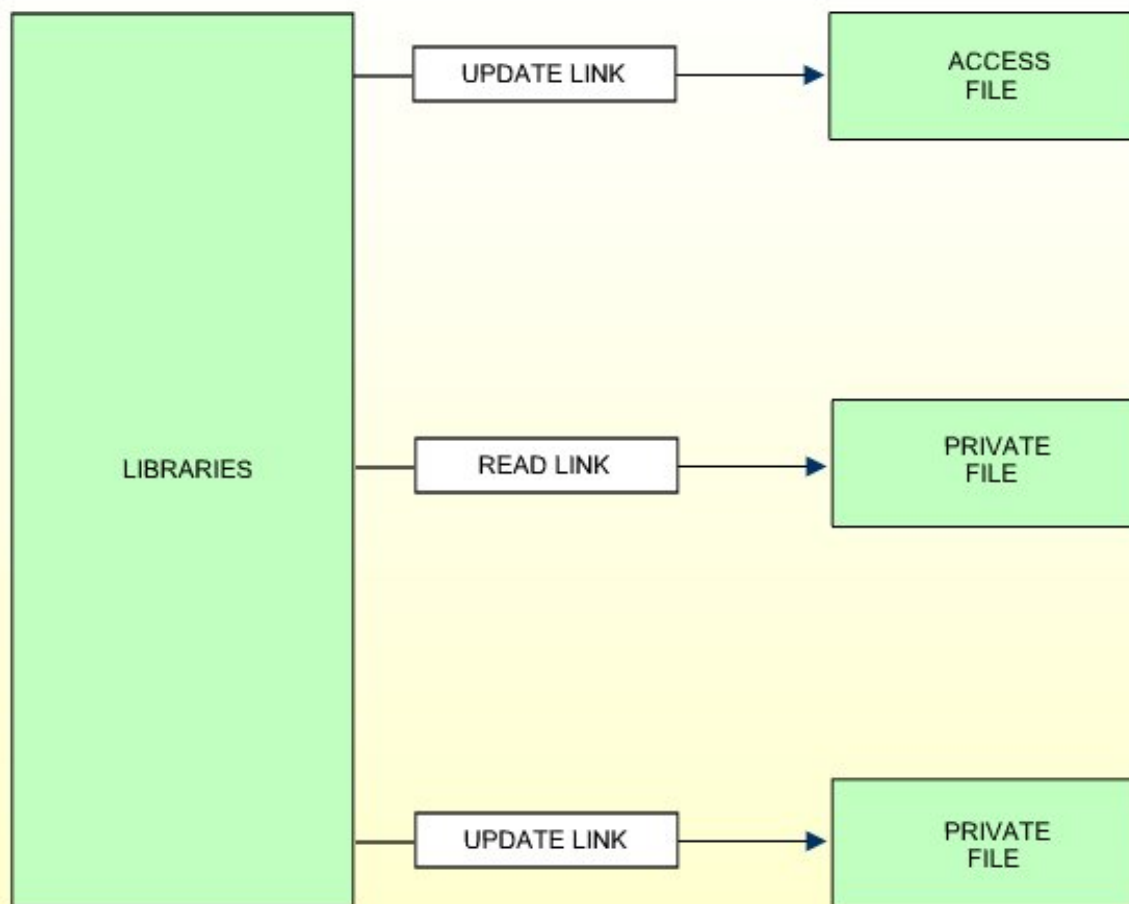 UPDATE LINK
ACCESS
FILE
LIBRARIES
READ LINK
PRIVATE
FILE
UPDATE LINK
PRIVATE
FILE